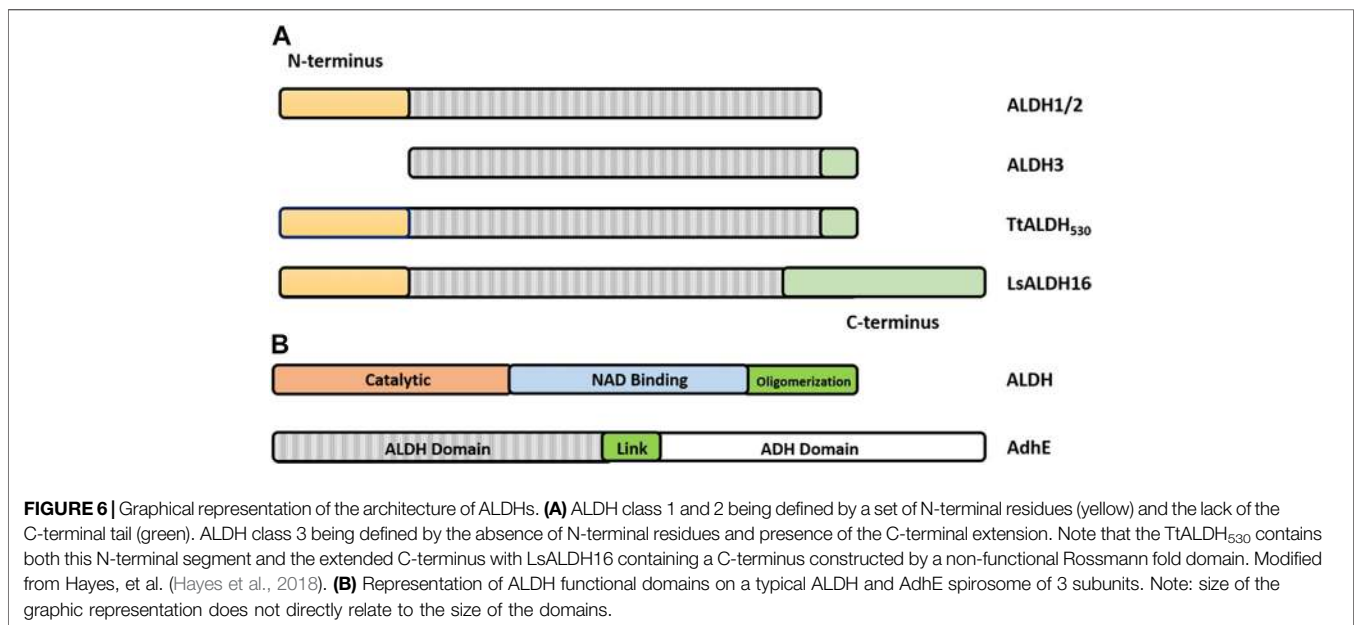 A
N-terminus
ALDH1/2
ALDH3
TtALDH530
LsALDH16
C-terminus
B
Catalytic NAD Binding Oligomerization ALDH
ALDH Domain Link ADH Domain AdhE
FIGURE 6 | Graphical representation of the architecture of ALDHs. (A) ALDH class 1 and 2 being defined by a set of N-terminal residues (yellow) and the lack of the
C-terminal tail (green). ALDH class 3 being defined by the absence of N-terminal residues and presence of the C-terminal extension. Note that the TtALDH530 contains
both this N-terminal segment and the extended C-terminus with LsALDH16 containing a C-terminus constructed by a non-functional Rossmann fold domain. Modified
from Hayes, et al. (Hayes et al., 2018). (B) Representation of ALDH functional domains on a typical ALDH and AdhE spirosome of 3 subunits. Note: size of the
graphic representation does not directly relate to the size of the domains.